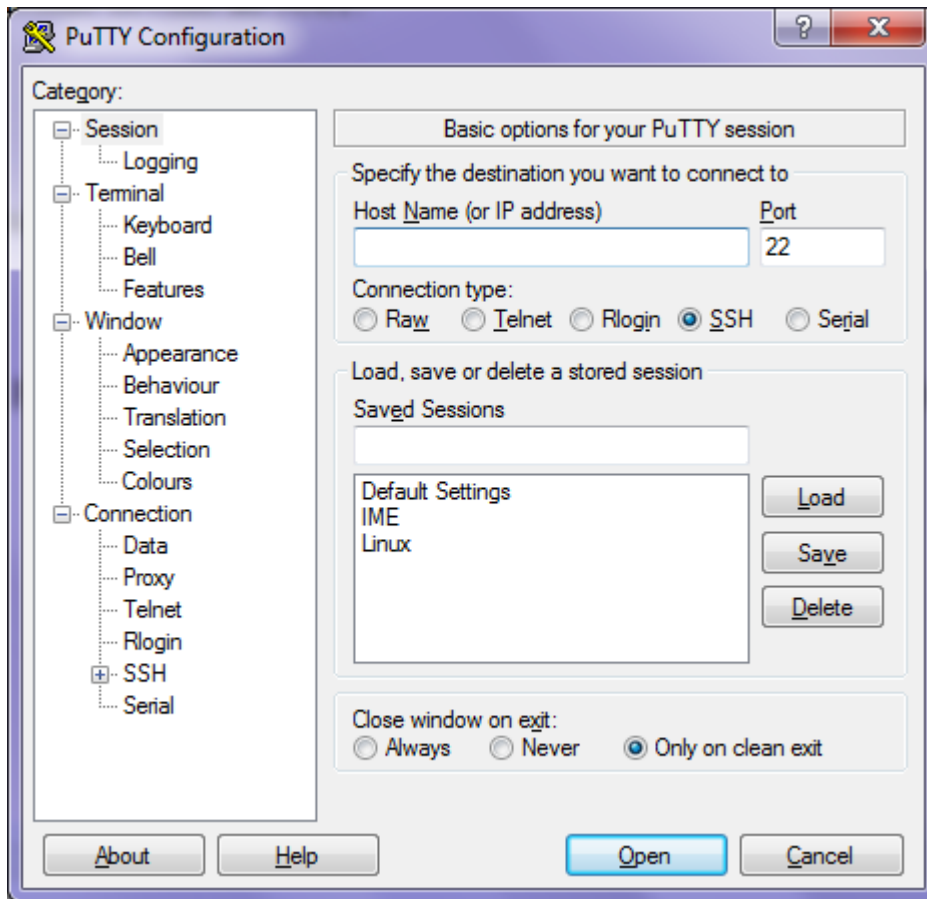 PuTTY Configuration
Category:
Session
Logging
Terminal
Keyboard
Bell
Features
Window
Appearance
Behaviour
Translation
Selection
Colours
Connection
Data
Proxy
Telnet
Rlogin
SSH
Serial
Basic options for your PuTTY session
Specify the destination you want to connect to
Host Name (or IP address) Port
22
Connection type:
Raw Telnet Rlogin SSH Serial
Load, save or delete a stored session
Saved Sessions
Default Settings
IME
Linux
Load
Save
Delete
Close window on exit:
Always Never Only on clean exit
About Help Open Cancel